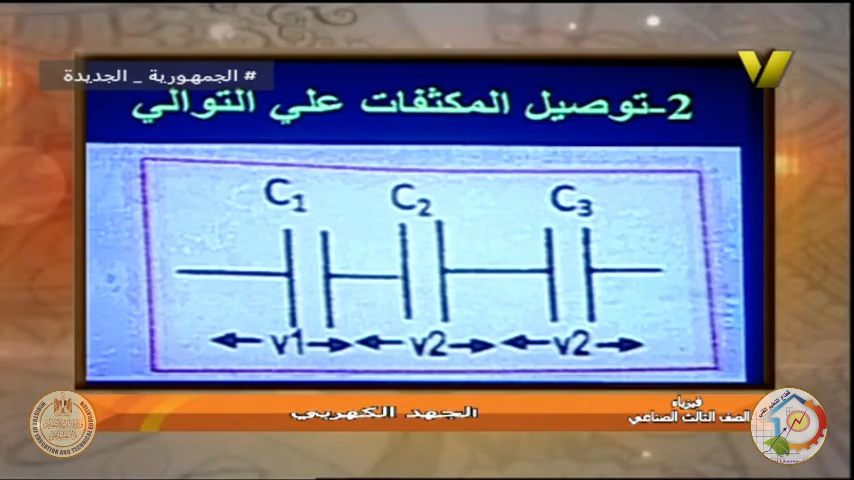 # الجمهورية _ الجديدة
2-توصيل المكثفات علي التوالي
C1 C2 C3
v1 v2 v2
الجهد الكهربي
فيزياء
الصف الثالث الصناعي